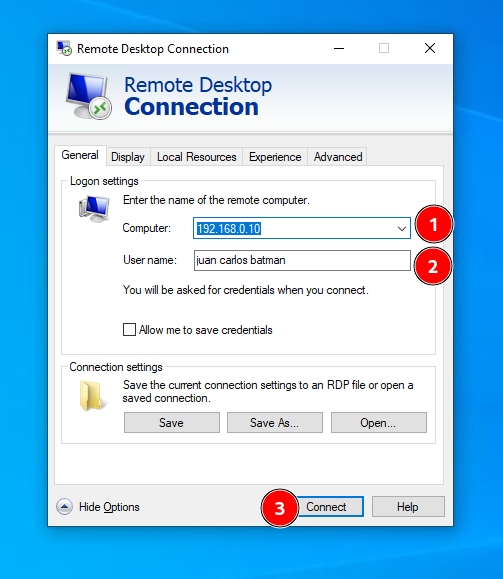 Remote Desktop Connection
Remote Desktop
Connection
General Display Local Resources Experience Advanced
Logon settings
Enter the name of the remote computer.
Computer: 192.168.0.10 1
User name: juan carlos batman 2
You will be asked for credentials when you connect.
Allow me to save credentials
Connection settings
Save the current connection settings to an RDP file or open a
saved connection.
Save Save As... Open...
Hide Options 3 Connect Help